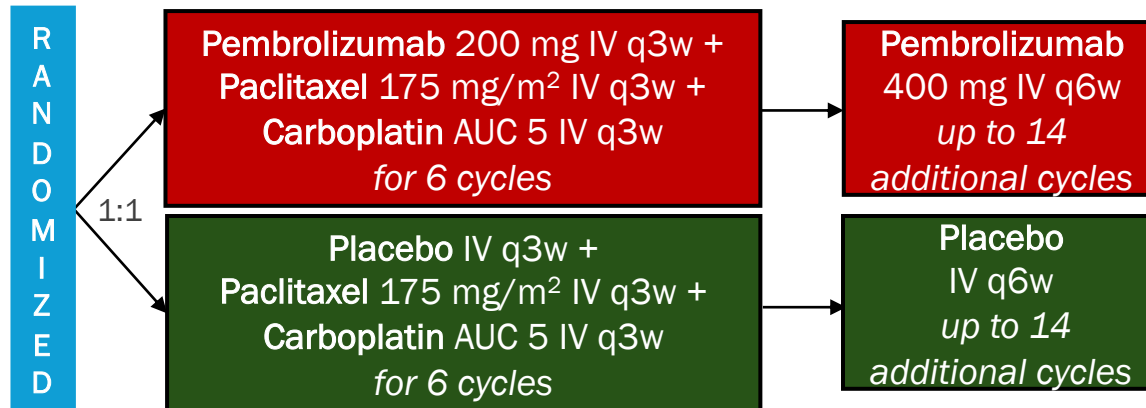 RANDOMIZED
1:1
Pembrolizumab 200 mg IV q3w +
Paclitaxel 175 mg/m² IV q3w +
Carboplatin AUC 5 IV q3w
for 6 cycles
Pembrolizumab
400 mg IV q6w
up to 14
additional cycles
Placebo IV q3w +
Paclitaxel 175 mg/m² IV q3w +
Carboplatin AUC 5 IV q3w
for 6 cycles
Placebo
IV q6w
up to 14
additional cycles